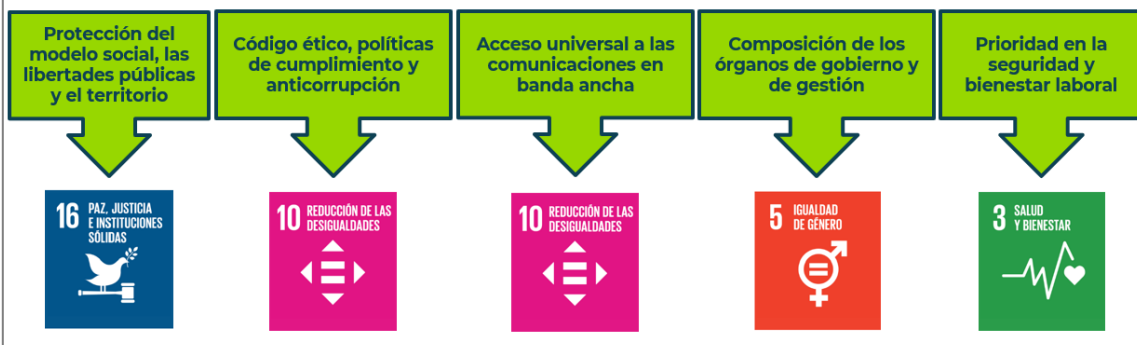 Protección del
modelo social, las
libertades públicas
y el territorio
Código ético, políticas
de cumplimiento y
anticorrupción
Acceso universal a las
comunicaciones en
banda ancha
Composición de los
órganos de gobierno y
de gestión
Prioridad en la
seguridad y
bienestar laboral
16 PAZ, JUSTICIA
E INSTITUCIONES
SÓLIDAS
10 REDUCCIÓN DE LAS
DESIGUALDADES
10 REDUCCIÓN DE LAS
DESIGUALDADES
5 IGUALDAD
DE GÉNERO
3 SALUD
Y BIENESTAR